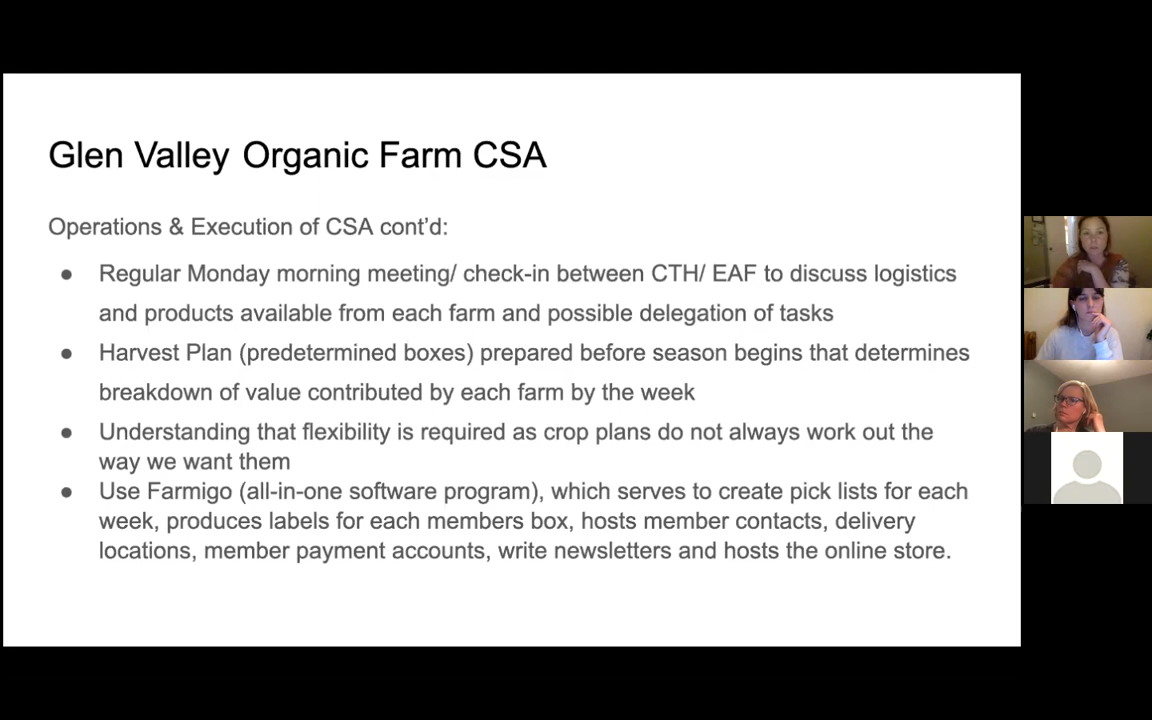 Glen Valley Organic Farm CSA
Operations & Execution of CSA cont’d:
● Regular Monday morning meeting/ check-in between CTH/ EAF to discuss logistics
and products available from each farm and possible delegation of tasks
● Harvest Plan (predetermined boxes) prepared before season begins that determines
breakdown of value contributed by each farm by the week
● Understanding that flexibility is required as crop plans do not always work out the
way we want them
● Use Farmigo (all-in-one software program), which serves to create pick lists for each
week, produces labels for each members box, hosts member contacts, delivery
locations, member payment accounts, write newsletters and hosts the online store.